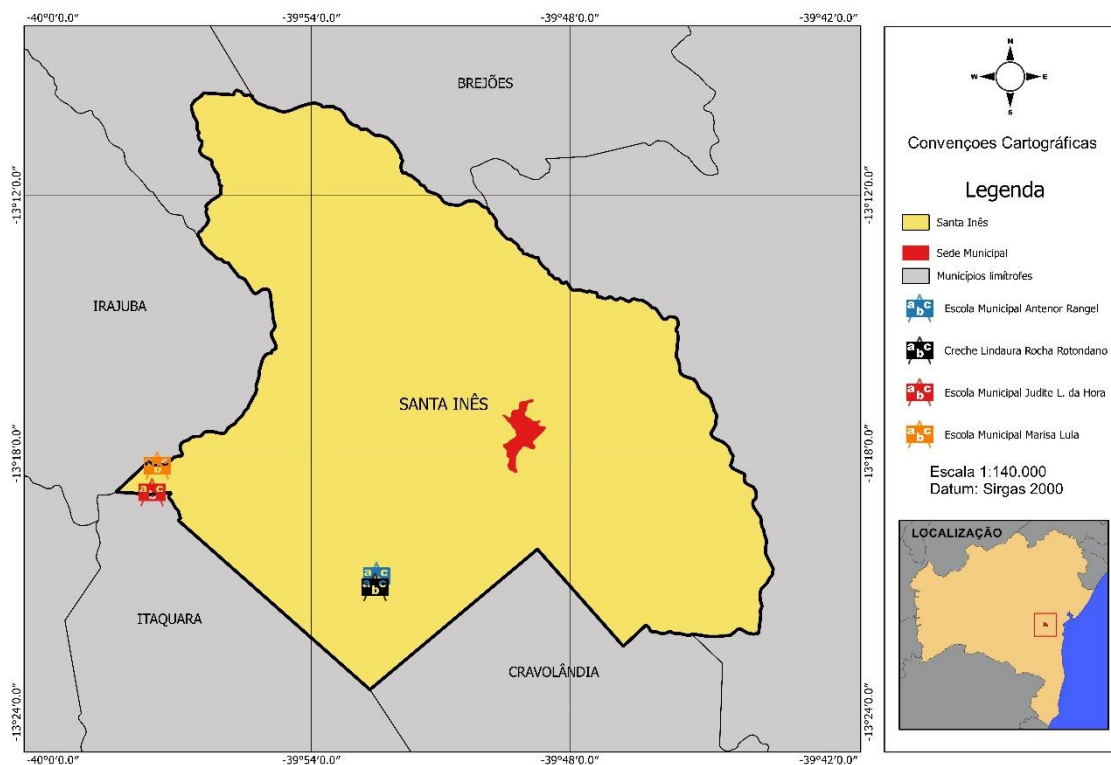 -40°0'0.0"
-39°54'0.0"
-39°48'0.0"
-39°42'0.0"
-13°12'0.0"
-13°12'0.0"
-13°18'0.0"
-13°18'0.0"
-13°24'0.0"
-13°24'0.0"
BREJÕES
IRAJUBA
SANTA INÊS
ITAQUARA
CRAVOLÂNDIA
a b c
a b c
a b c
a b c
-40°0'0.0"
-39°54'0.0"
-39°48'0.0"
-39°42'0.0"
N
W E
S
Convençoes Cartográficas
Legenda
Santa Inês
Sede Municipal
Municípios limítrofes
a b c Escola Municipal Antenor Rangel
a b c Creche Lindaura Rocha Rotondano
a b c Escola Municipal Judite L. da Hora
a b c Escola Municipal Marisa Lula
Escala 1:140.000
Datum: Sirgas 2000
LOCALIZAÇÃO